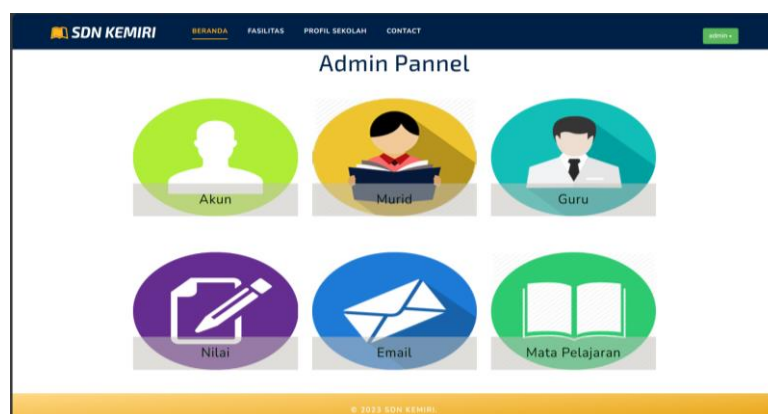 SDN KEMIRI BERANDA FASILITAS PROFIL SEKOLAH CONTACT admin
Admin Pannel
Akun Murid Guru
Nilai Email Mata Pelajaran
© 2023 SDN KEMIRI